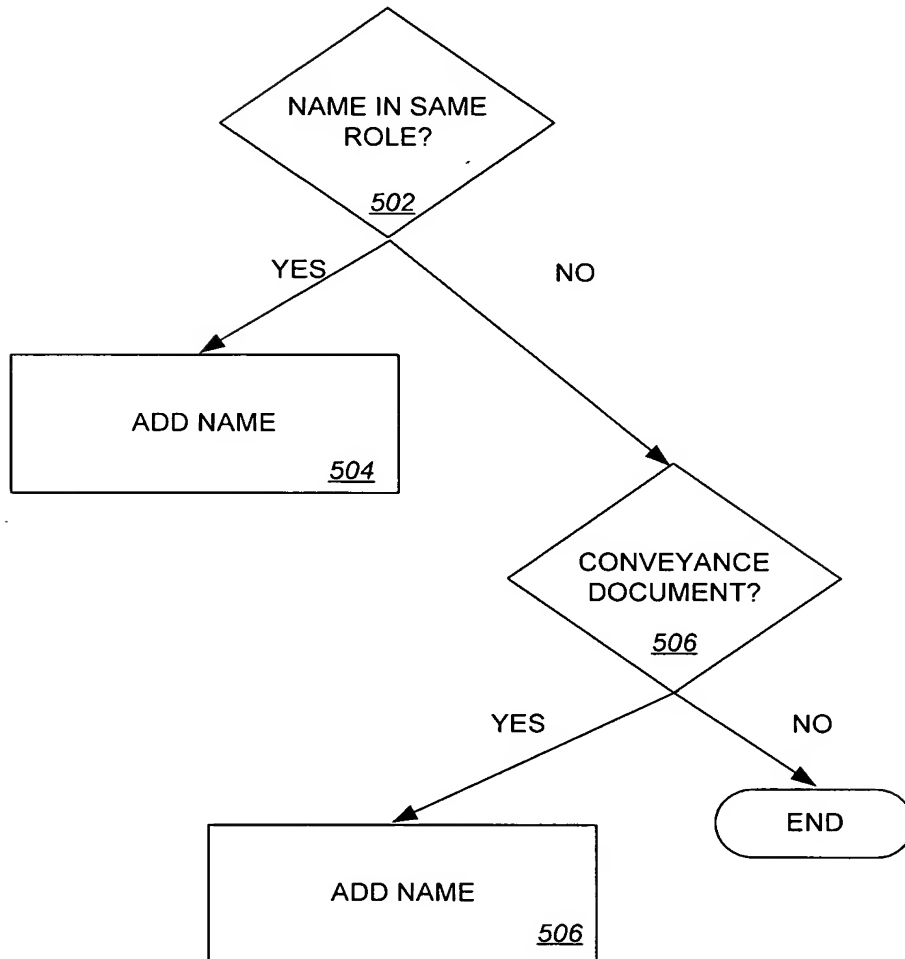 NAME IN SAME
ROLE?
502
YES
NO
ADD NAME
504
CONVEYANCE
DOCUMENT?
506
YES
NO
END
ADD NAME
506